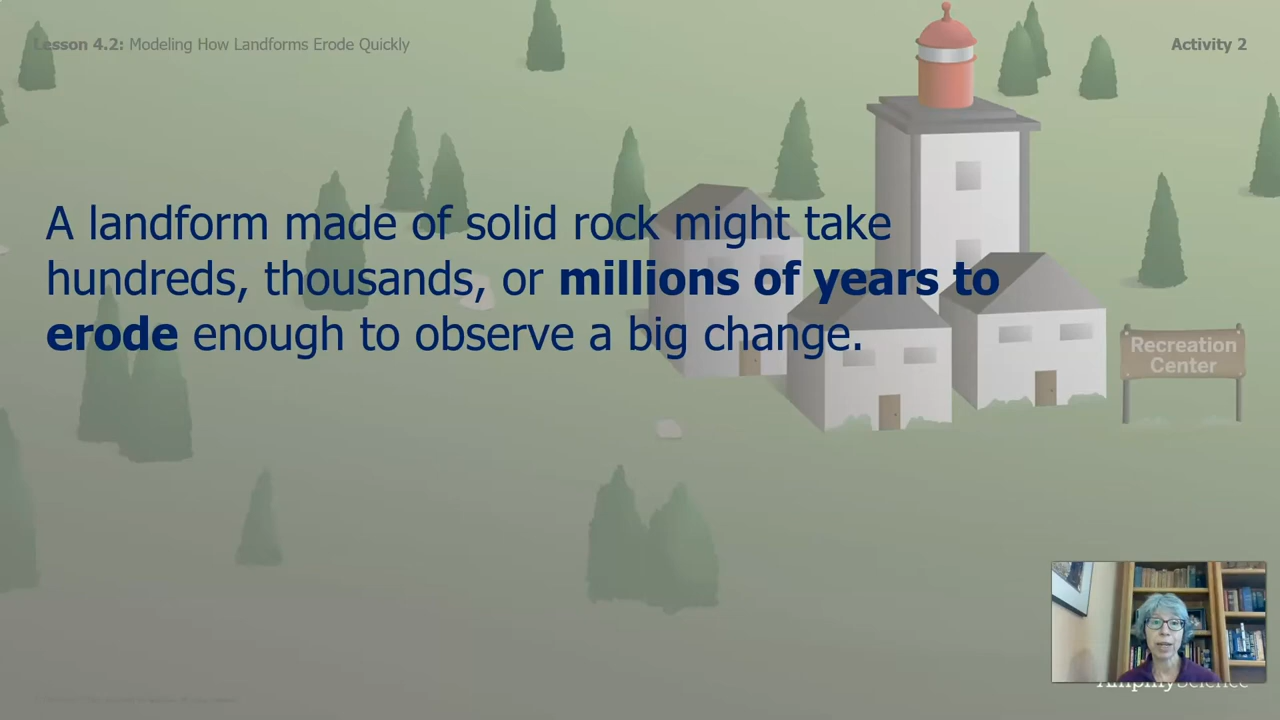 Lesson 4.2: Modeling How Landforms Erode Quickly
Activity 2
A landform made of solid rock might take
hundreds, thousands, or millions of years to
erode enough to observe a big change.
Recreation
Center
AmplifyScience